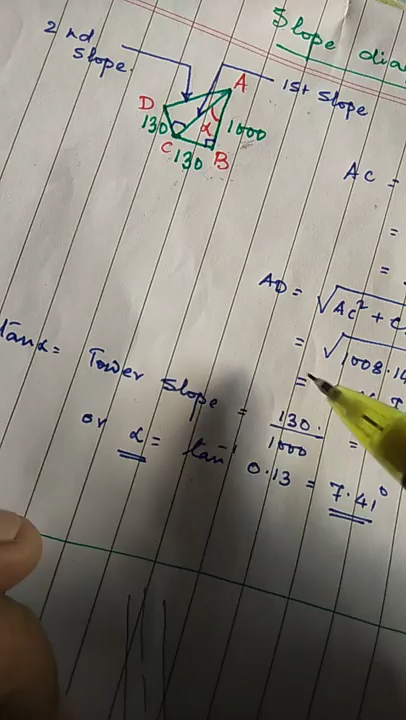 Slope dia
2nd
slope.
1st slope
A
D
130
α
1000
C
130
B
AC =
=
=
AD = √AC² + C
= √1008.14
=
tanα = Tower slope = 130 / 1000 =
or α = tan⁻¹ 0.13 = 7.41°